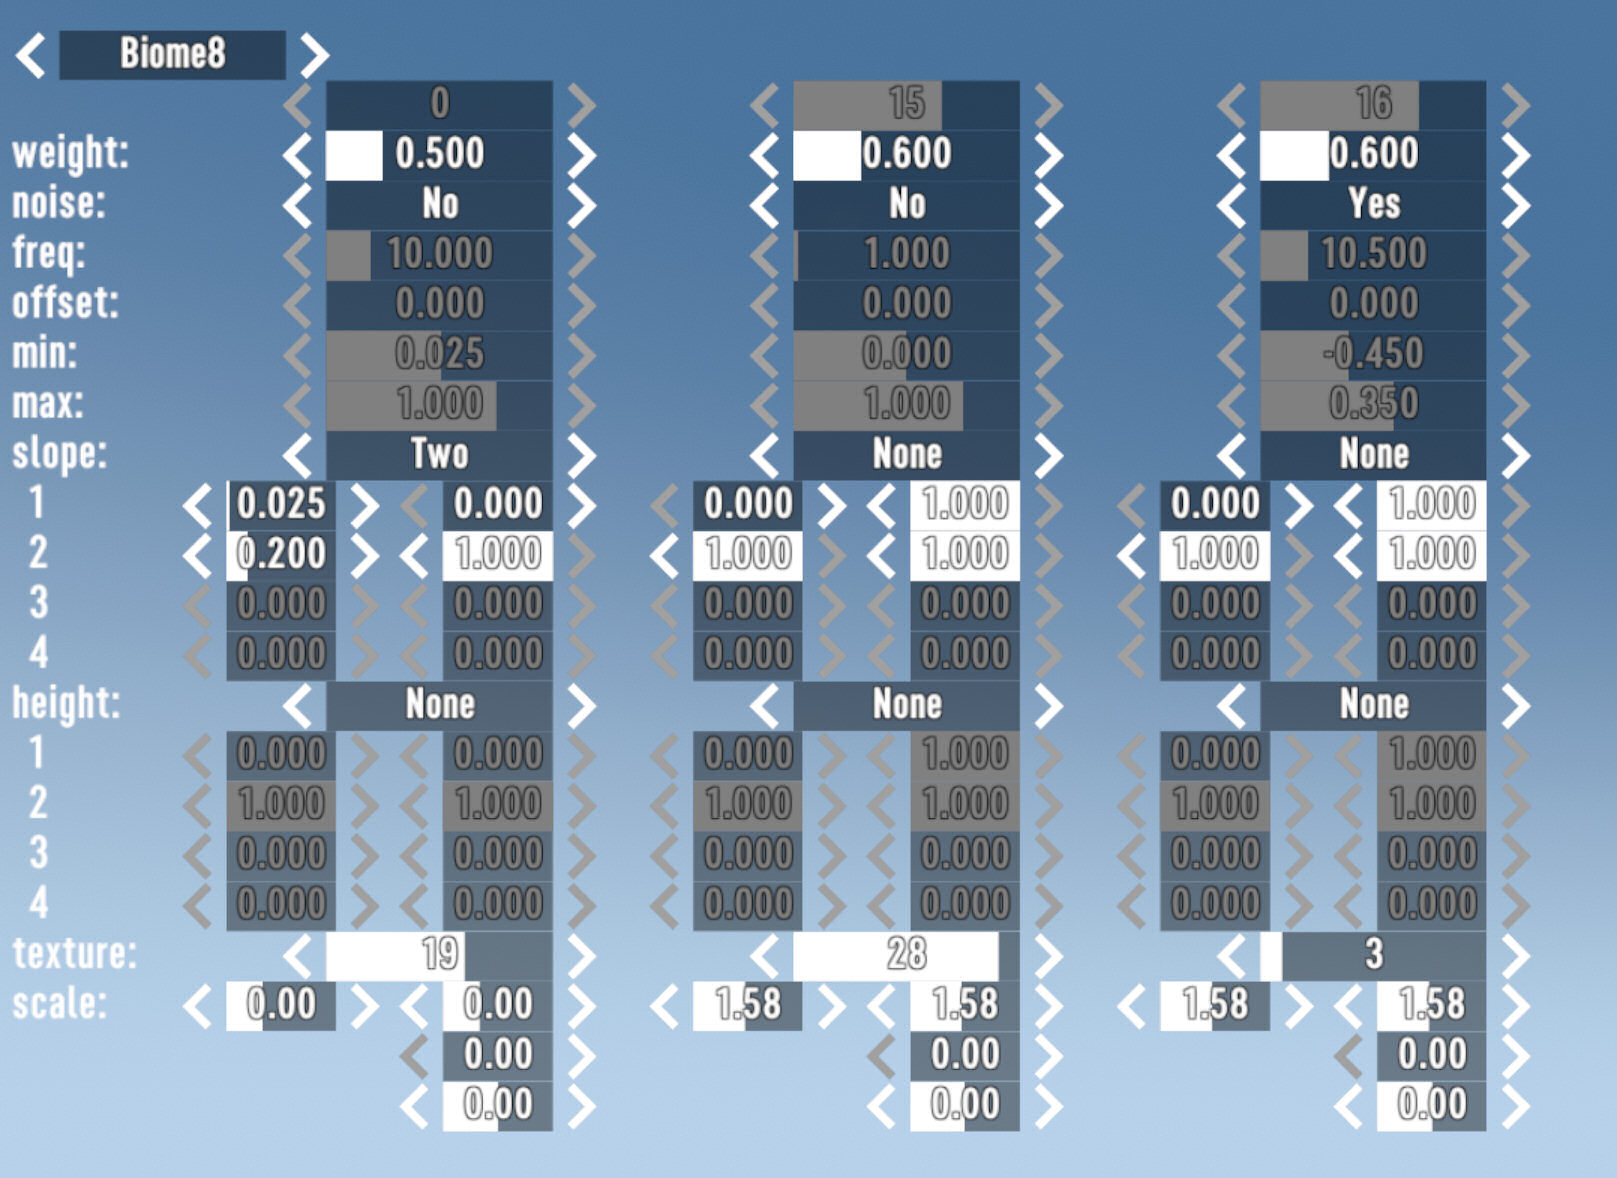 Biome8
0 15 16
weight: 0.500 0.600 0.600
noise: No No Yes
freq: 10.000 1.000 10.500
offset: 0.000 0.000 0.000
min: 0.025 0.000 -0.450
max: 1.000 1.000 0.350
slope: Two None None
1 0.025 0.000 0.000 1.000 0.000 1.000
2 0.200 1.000 1.000 1.000 1.000 1.000
3 0.000 0.000 0.000 0.000 0.000 0.000
4 0.000 0.000 0.000 0.000 0.000 0.000
height: None None None
1 0.000 0.000 0.000 1.000 0.000 1.000
2 1.000 1.000 1.000 1.000 1.000 1.000
3 0.000 0.000 0.000 0.000 0.000 0.000
4 0.000 0.000 0.000 0.000 0.000 0.000
texture: 19 28 3
scale: 0.00 0.00 1.58 1.58 1.58 1.58
0.00 0.00 0.00
0.00 0.00 0.00